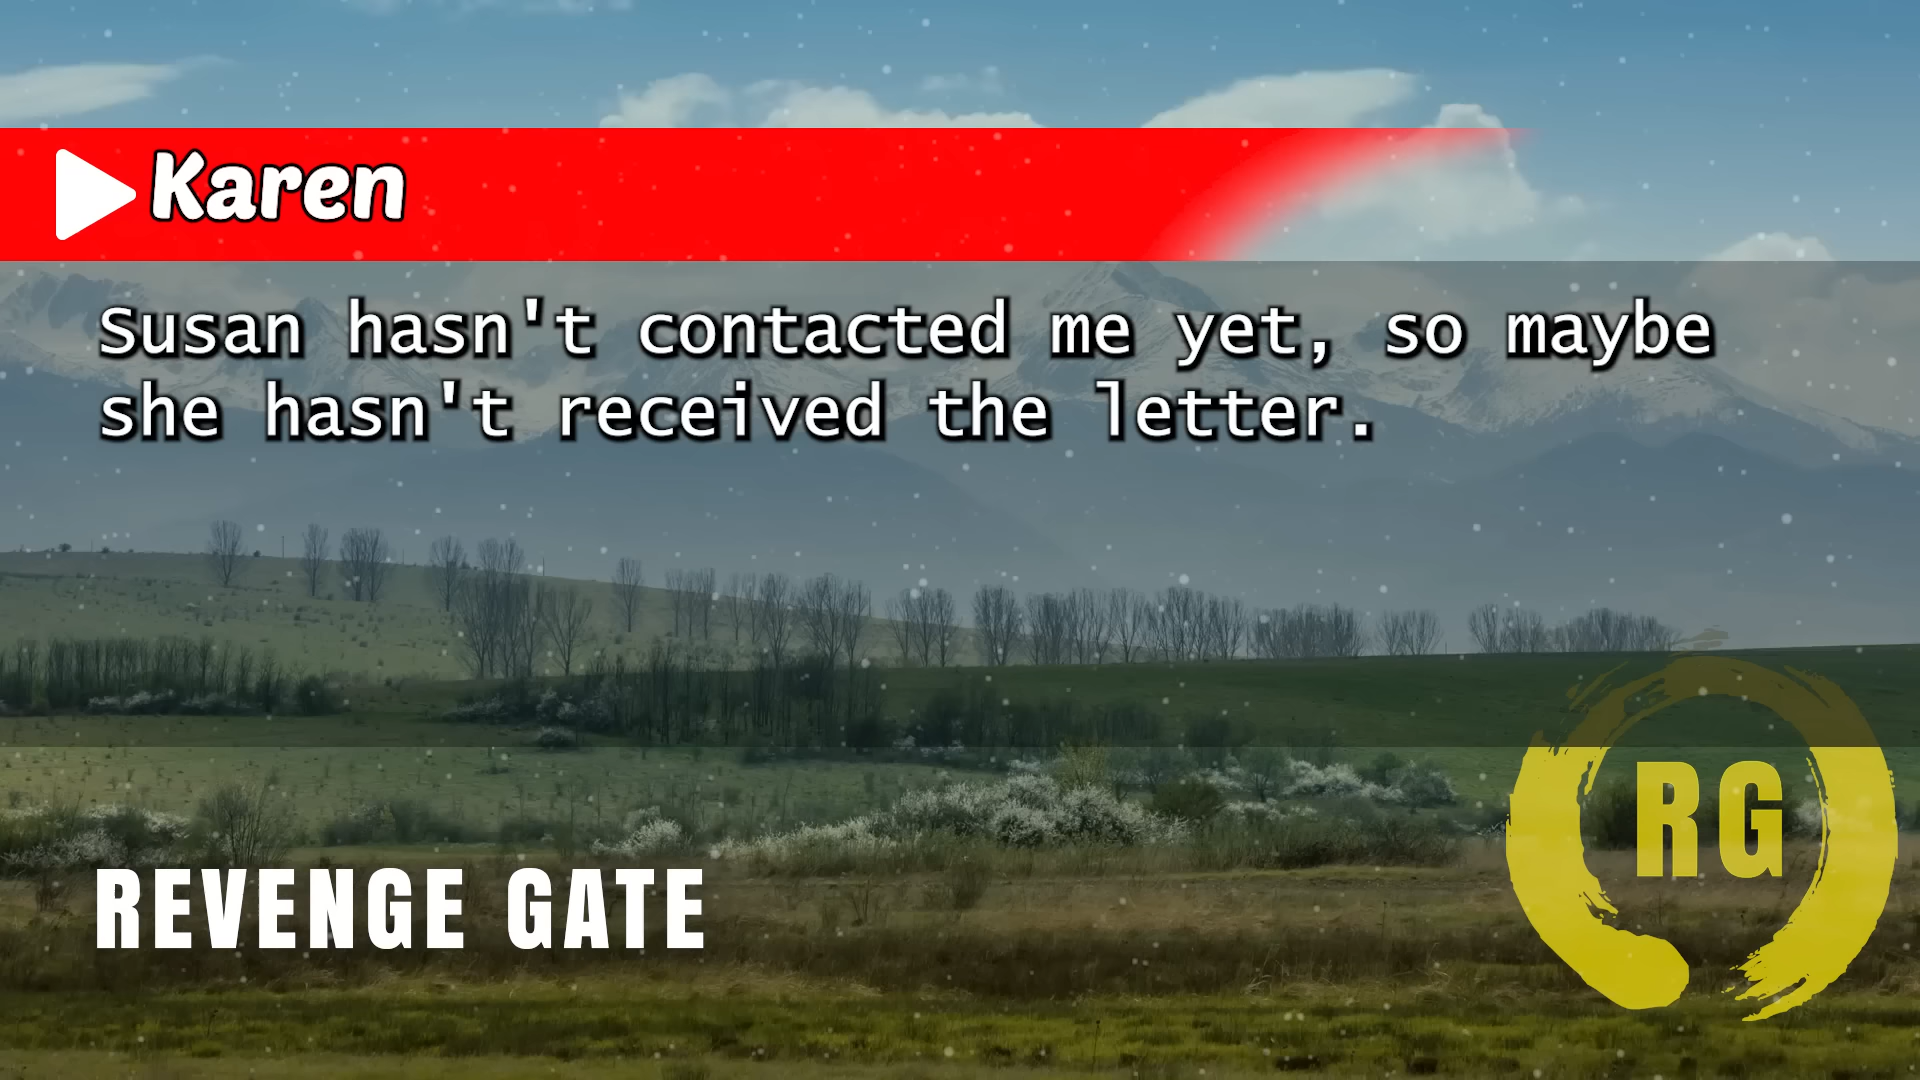 Karen
Susan hasn't contacted me yet, so maybe
she hasn't received the letter.
RG
REVENGE GATE